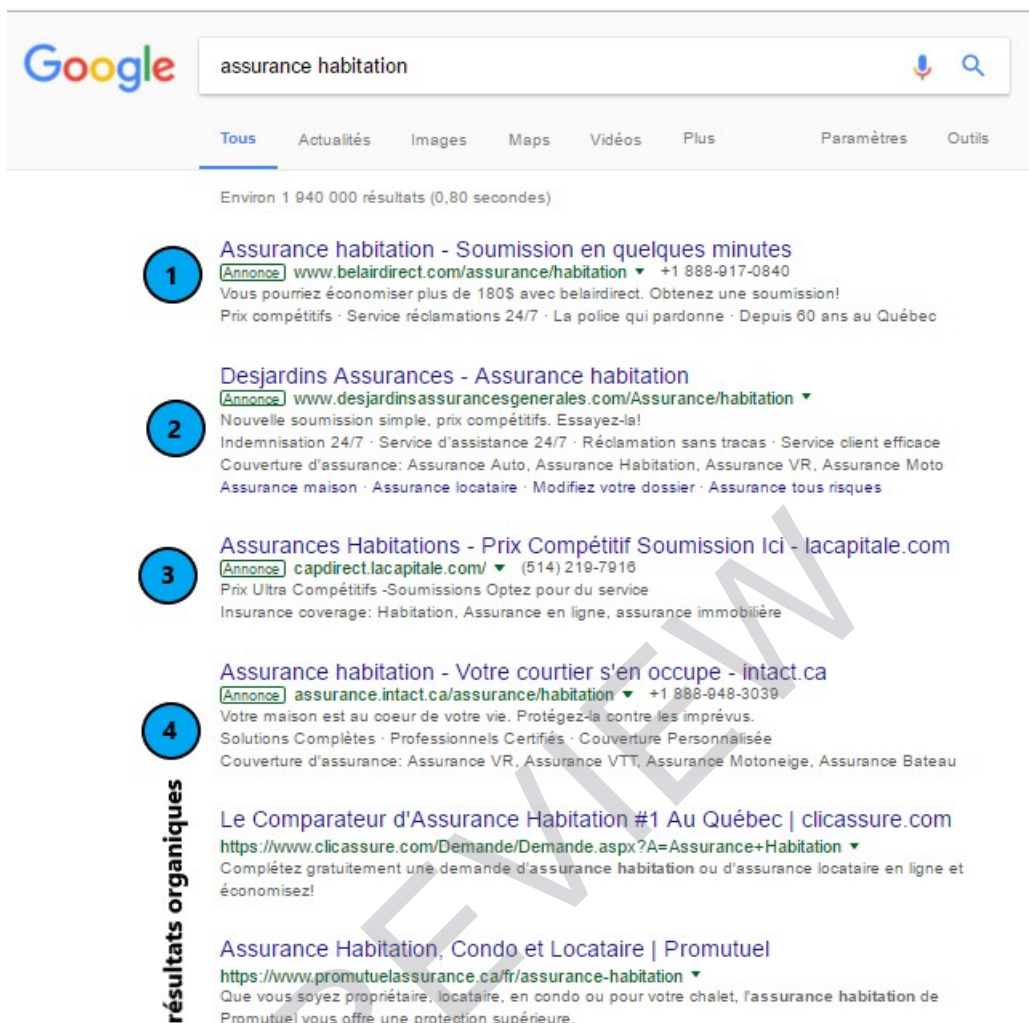 Google
assurance habitation
Tous Actualités Images Maps Vidéos Plus Paramètres Outils
Environ 1 940 000 résultats (0,80 secondes)
1
Assurance habitation - Soumission en quelques minutes
Annonce www.belairdirect.com/assurance/habitation ▼ +1 888-917-0840
Vous pourriez économiser plus de 180$ avec belairdirect. Obtenez une soumission!
Prix compétitifs · Service réclamations 24/7 · La police qui pardonne · Depuis 60 ans au Québec
2
Desjardins Assurances - Assurance habitation
Annonce www.desjardinsassurancesgenerales.com/Assurance/habitation ▼
Nouvelle soumission simple, prix compétitifs. Essayez-la!
Indemnisation 24/7 · Service d'assistance 24/7 · Réclamation sans tracas · Service client efficace
Couverture d'assurance: Assurance Auto, Assurance Habitation, Assurance VR, Assurance Moto
Assurance maison · Assurance locataire · Modifiez votre dossier · Assurance tous risques
3
Assurances Habitations - Prix Compétitif Soumission Ici - lacapitale.com
Annonce capdirect.lacapitale.com/ ▼ (514) 219-7916
Prix Ultra Compétitifs -Soumissions Optez pour du service
Insurance coverage: Habitation, Assurance en ligne, assurance immobilière
4
Assurance habitation - Votre courtier s'en occupe - intact.ca
Annonce assurance.intact.ca/assurance/habitation ▼ +1 888-948-3039
Votre maison est au coeur de votre vie. Protégez-la contre les imprévus.
Solutions Complètes · Professionnels Certifiés · Couverture Personnalisée
Couverture d'assurance: Assurance VR, Assurance VTT, Assurance Motoneige, Assurance Bateau
résultats organiques
Le Comparateur d'Assurance Habitation #1 Au Québec | clicassure.com
https://www.clicassure.com/Demande/Demande.aspx?A=Assurance+Habitation ▼
Complétez gratuitement une demande d'assurance habitation ou d'assurance locataire en ligne et
économisez!
Assurance Habitation, Condo et Locataire | Promutuel
https://www.promutuelassurance.ca/fr/assurance-habitation ▼
Que vous soyez propriétaire, locataire, en condo ou pour votre chalet, l'assurance habitation de
Promutuel vous offre une protection supérieure.
REVIEW